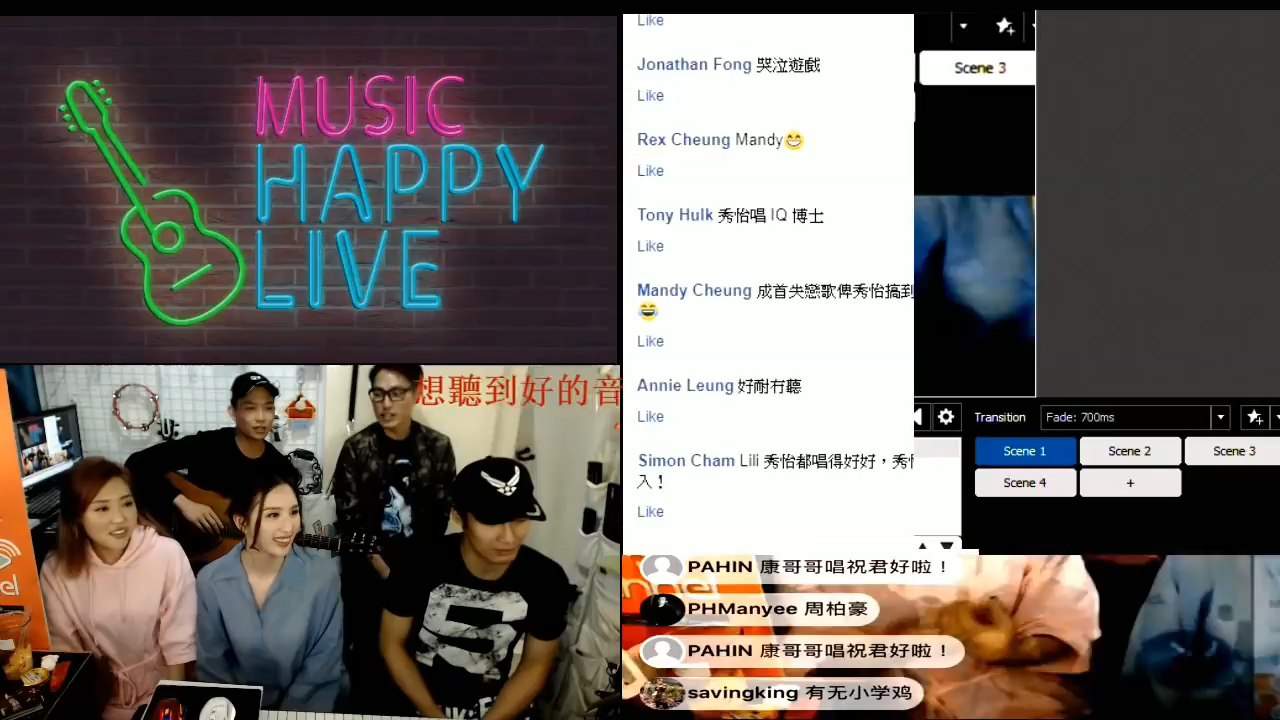 MUSIC
HAPPY
LIVE
想聽到好的音
Like
Jonathan Fong 哭泣遊戲
Like
Rex Cheung Mandy😁
Like
Tony Hulk 秀怡唱 IQ 博士
Like
Mandy Cheung 成首失戀歌俾秀怡搞到
😂
Like
Annie Leung 好耐冇聽
Like
Simon Cham Lili 秀怡都唱得好好，秀
入！
Like
Scene 3
Transition
Fade: 700ms
Scene 1
Scene 2
Scene 3
Scene 4
+
PAHIN 康哥哥唱祝君好啦！
PHManyee 周柏豪
PAHIN 康哥哥唱祝君好啦！
savingking 有无小学鸡